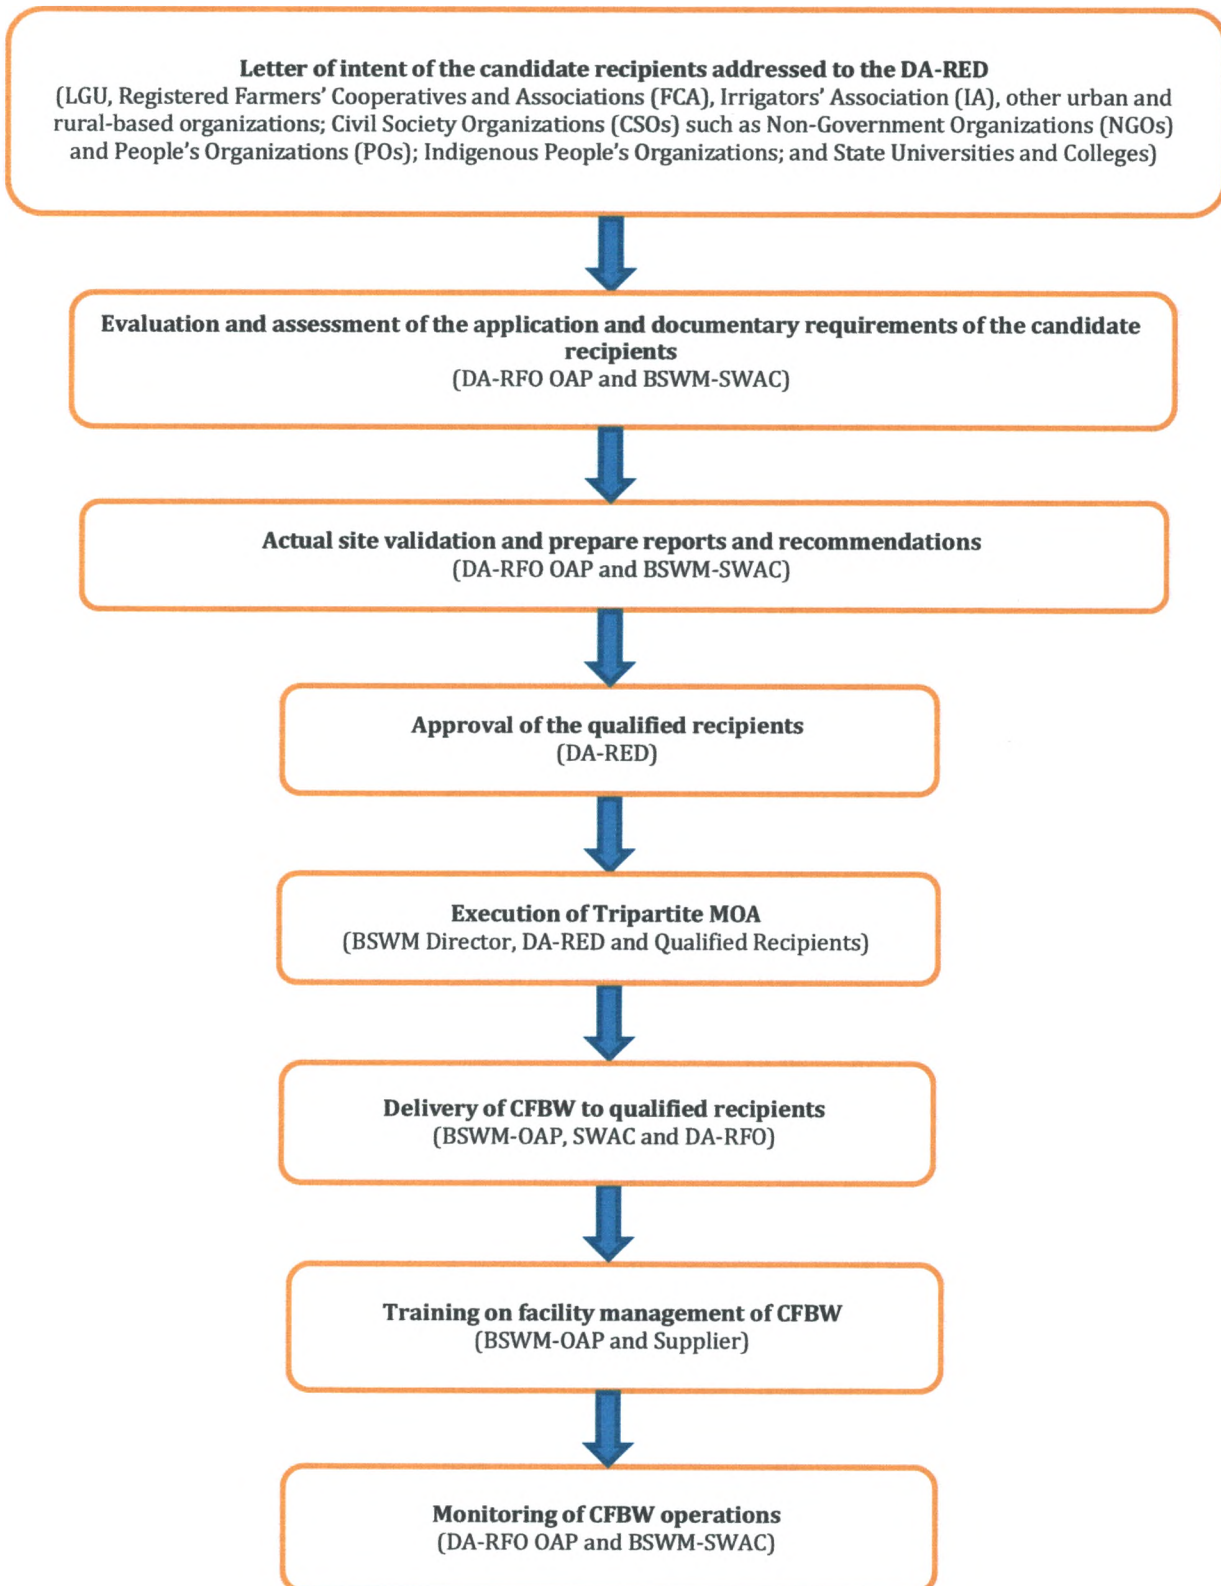 Letter of intent of the candidate recipients addressed to the DA-RED
(LGU, Registered Farmers' Cooperatives and Associations (FCA), Irrigators' Association (IA), other urban and
rural-based organizations; Civil Society Organizations (CSOs) such as Non-Government Organizations (NGOs)
and People's Organizations (POs); Indigenous People's Organizations; and State Universities and Colleges)
Evaluation and assessment of the application and documentary requirements of the candidate
recipients
(DA-RFO OAP and BSWM-SWAC)
Actual site validation and prepare reports and recommendations
(DA-RFO OAP and BSWM-SWAC)
Approval of the qualified recipients
(DA-RED)
Execution of Tripartite MOA
(BSWM Director, DA-RED and Qualified Recipients)
Delivery of CFBW to qualified recipients
(BSWM-OAP, SWAC and DA-RFO)
Training on facility management of CFBW
(BSWM-OAP and Supplier)
Monitoring of CFBW operations
(DA-RFO OAP and BSWM-SWAC)